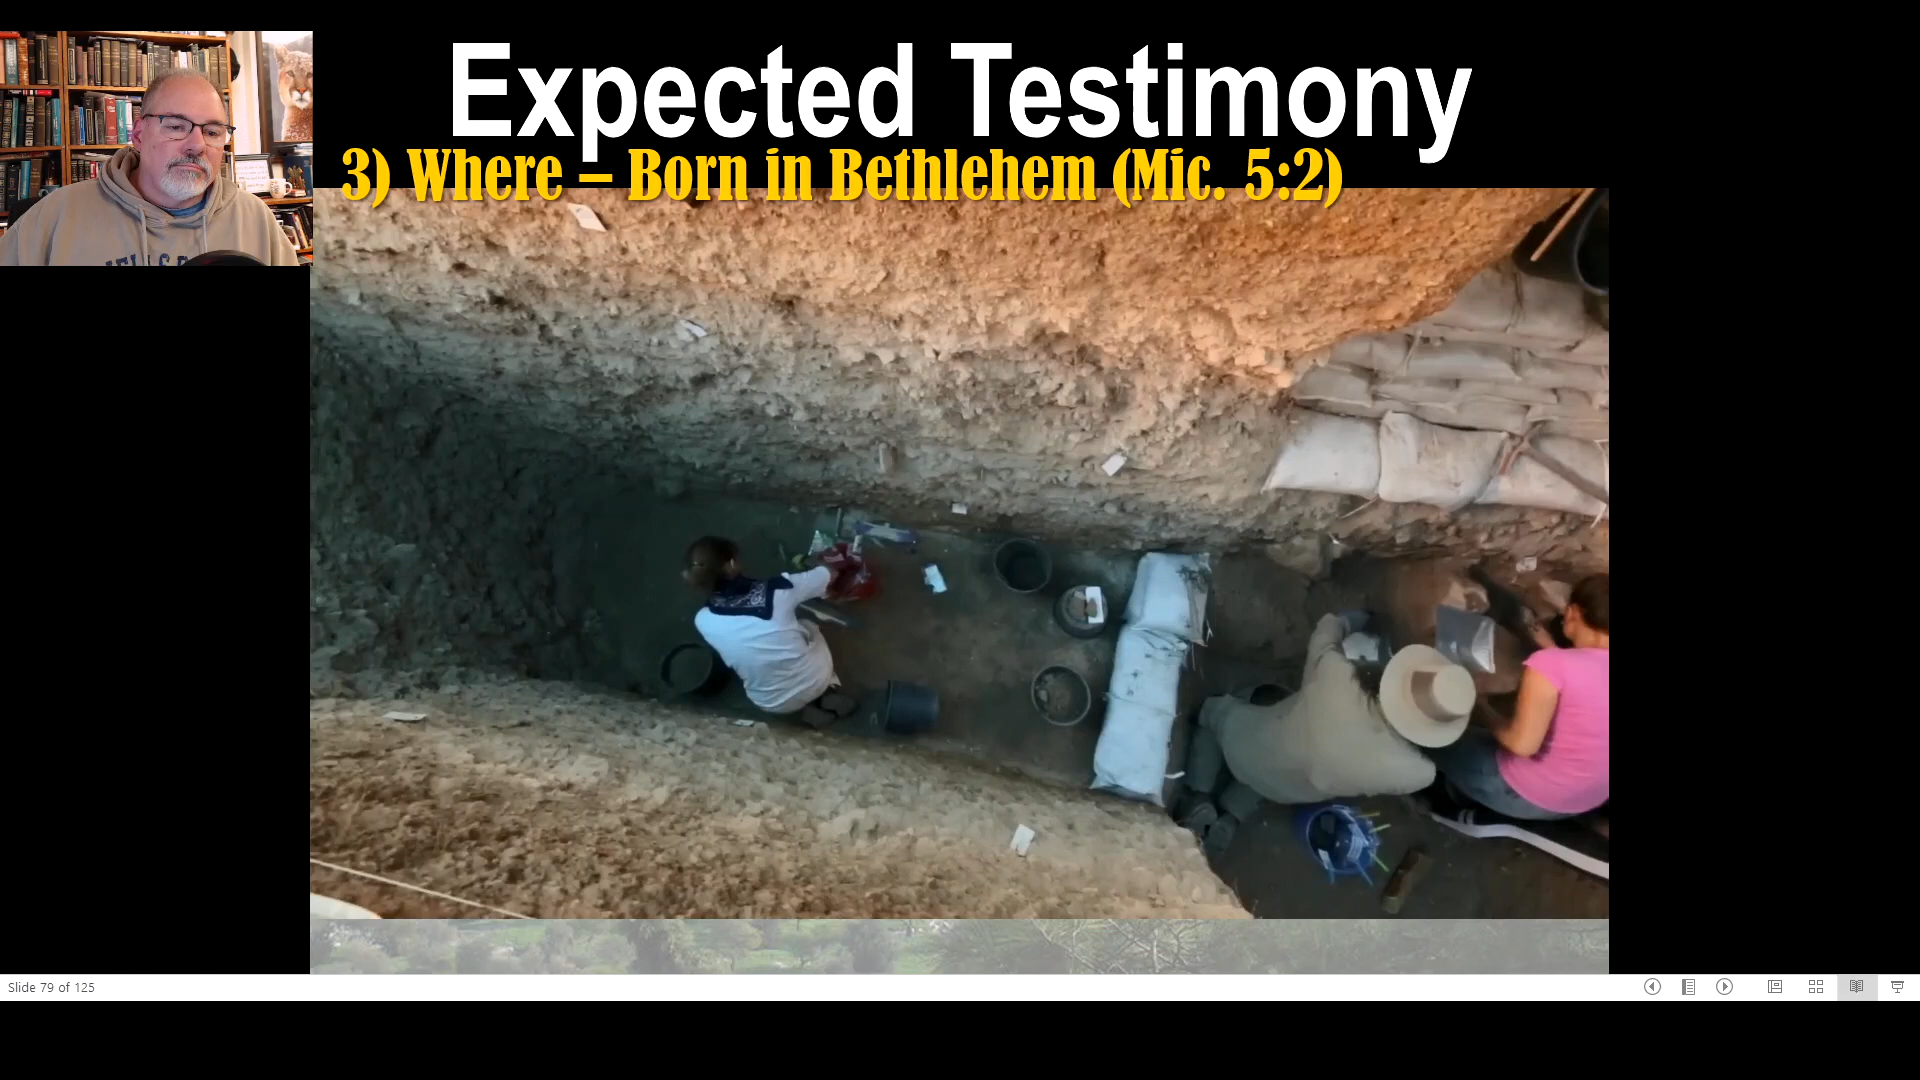 Expected Testimony
3) Where – Born in Bethlehem (Mic. 5:2)
Slide 79 of 125